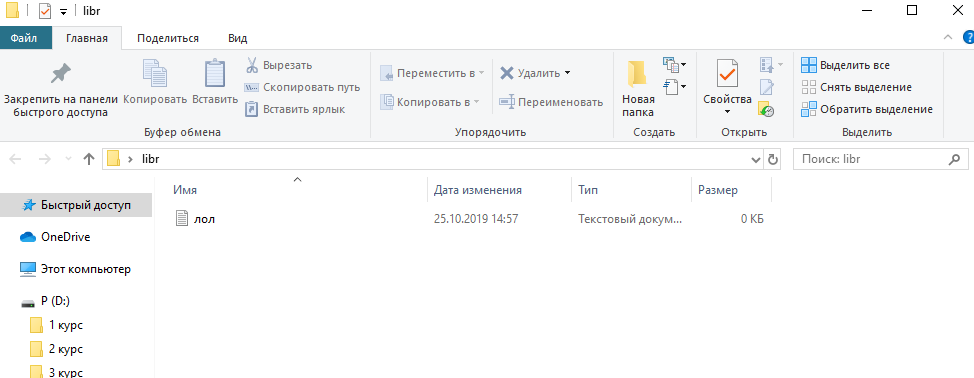 libr
Файл Главная Поделиться Вид
Закрепить на панели
быстрого доступа
Копировать
Вставить
Вырезать
Скопировать путь
Вставить ярлык
Буфер обмена
Переместить в
Копировать в
Удалить
Переименовать
Упорядочить
Новая
папка
Создать
Свойства
Открыть
Выделить все
Снять выделение
Обратить выделение
Выделить
libr
Поиск: libr
Имя Дата изменения Тип Размер
лол 25.10.2019 14:57 Текстовый докум... 0 КБ
Быстрый доступ
OneDrive
Этот компьютер
P (D:)
1 курс
2 курс
3 курс